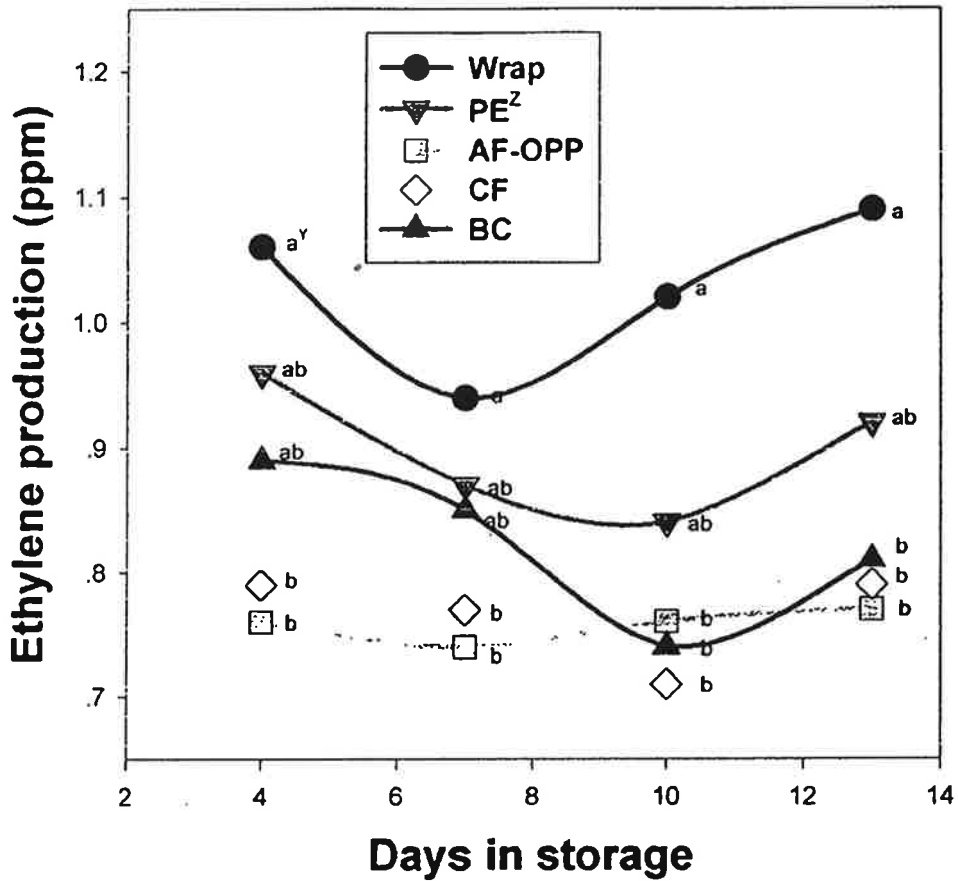 Wrap
PE^Z
AF-OPP
CF
BC
Ethylene production (ppm)
1.2
1.1
1.0
.9
.8
.7
a^Y
a
a
a
ab
ab
ab
ab
ab
ab
b
b
b
b
b
b
b
b
b
b
2
4
6
8
10
12
14
Days in storage